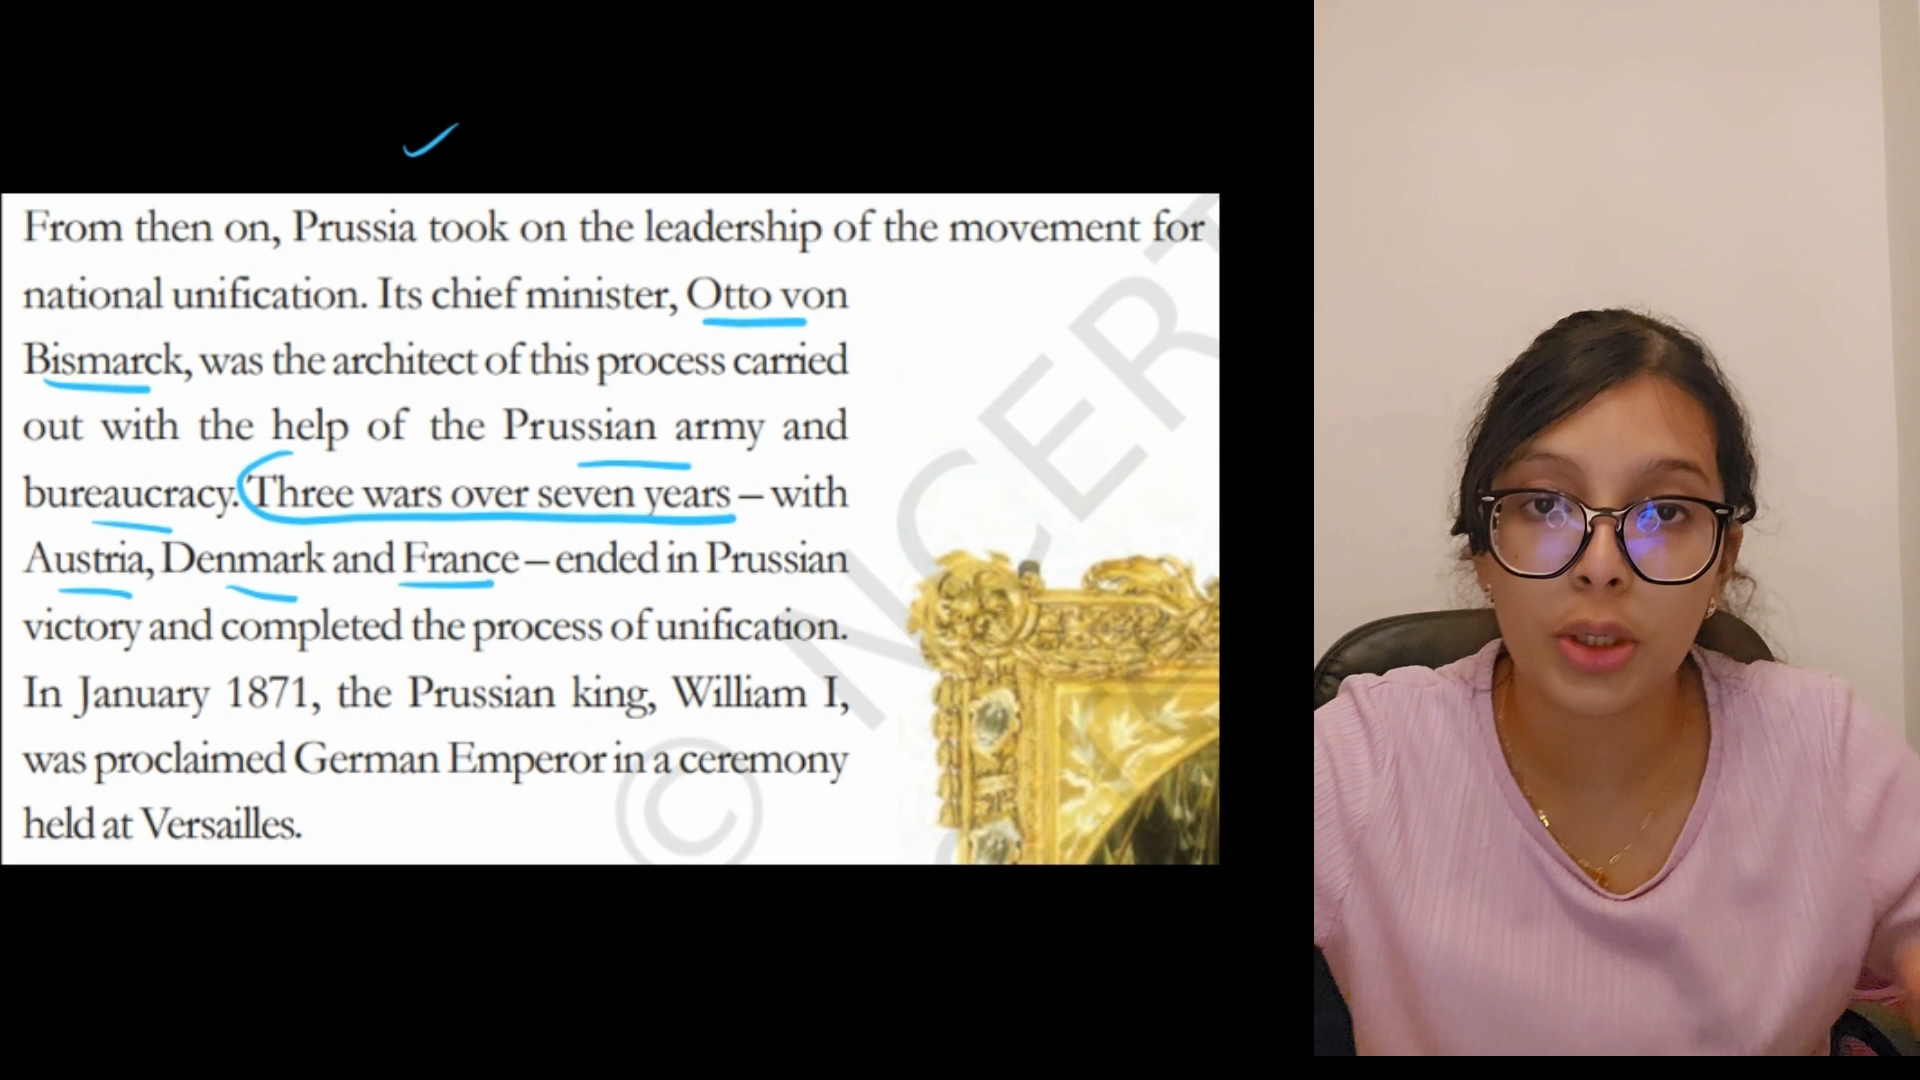 From then on, Prussia took on the leadership of the movement for
national unification. Its chief minister, Otto von
Bismarck, was the architect of this process carried
out with the help of the Prussian army and
bureaucracy. Three wars over seven years – with
Austria, Denmark and France – ended in Prussian
victory and completed the process of unification.
In January 1871, the Prussian king, William I,
was proclaimed German Emperor in a ceremony
held at Versailles.
© NCERT